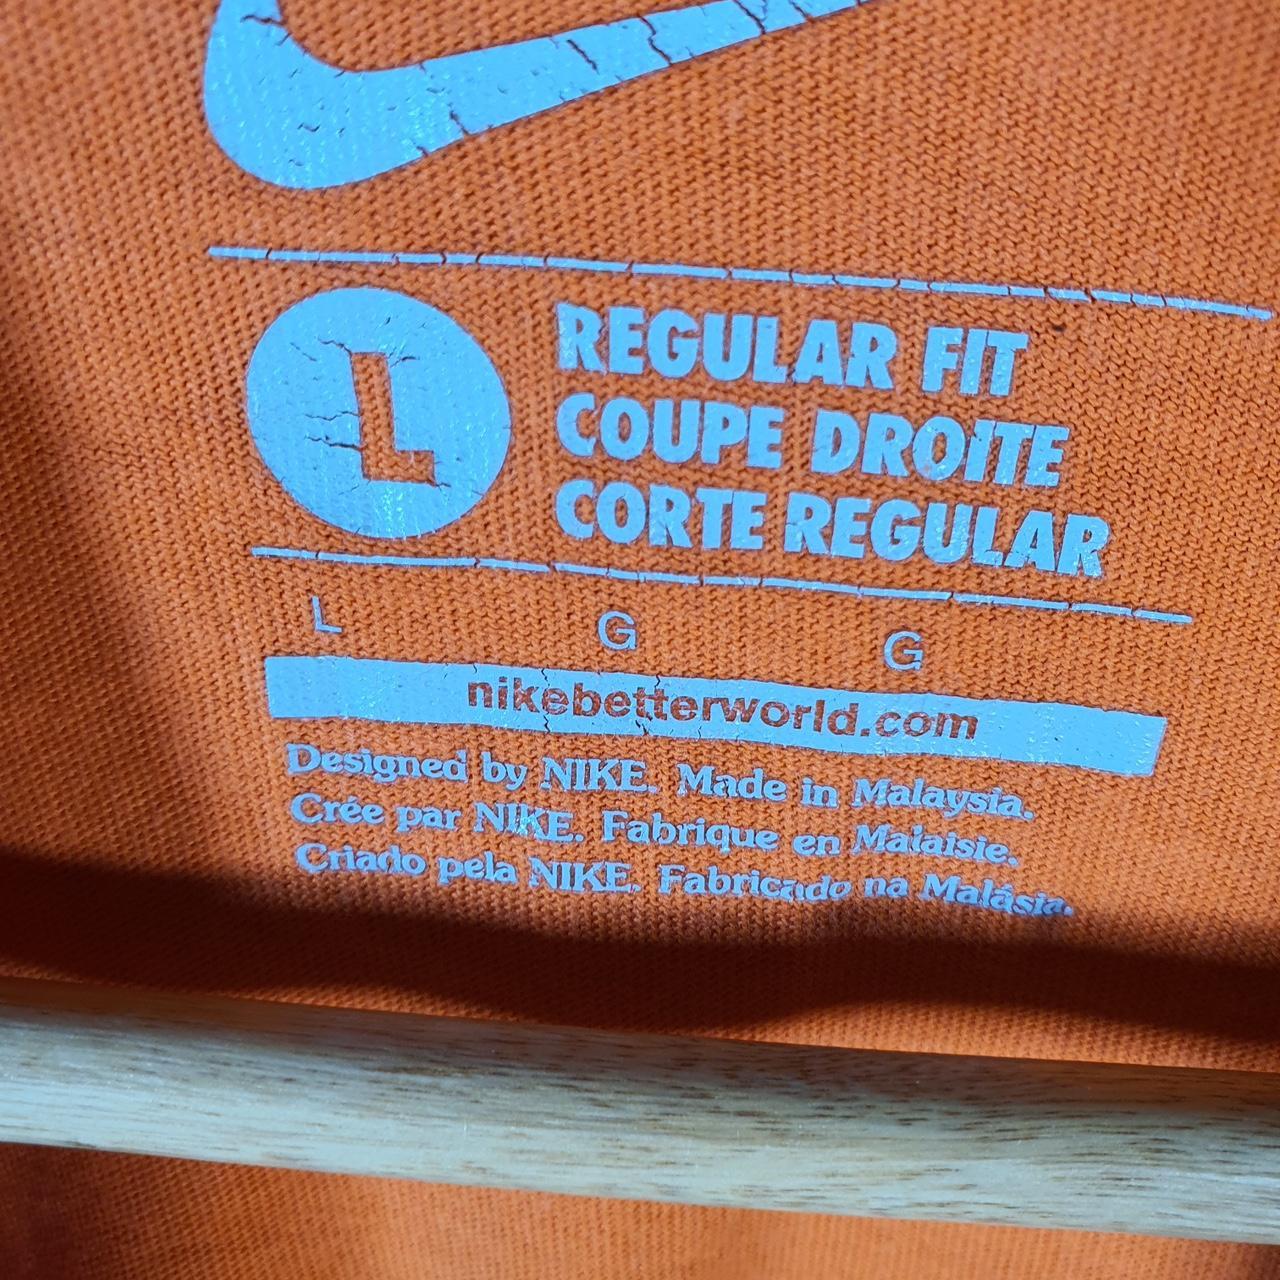 L
REGULAR FIT
COUPE DROITE
CORTE REGULAR
L G G
nikebetterworld.com
Designed by NIKE. Made in Malaysia.
Crée par NIKE. Fabrique en Malaisie.
Criado pela NIKE. Fabricado na Malásia.